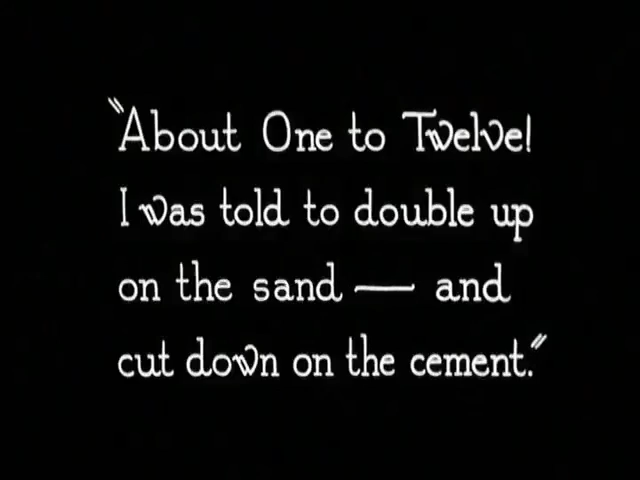 "About One to Twelve!
I was told to double up
on the sand — and
cut down on the cement."